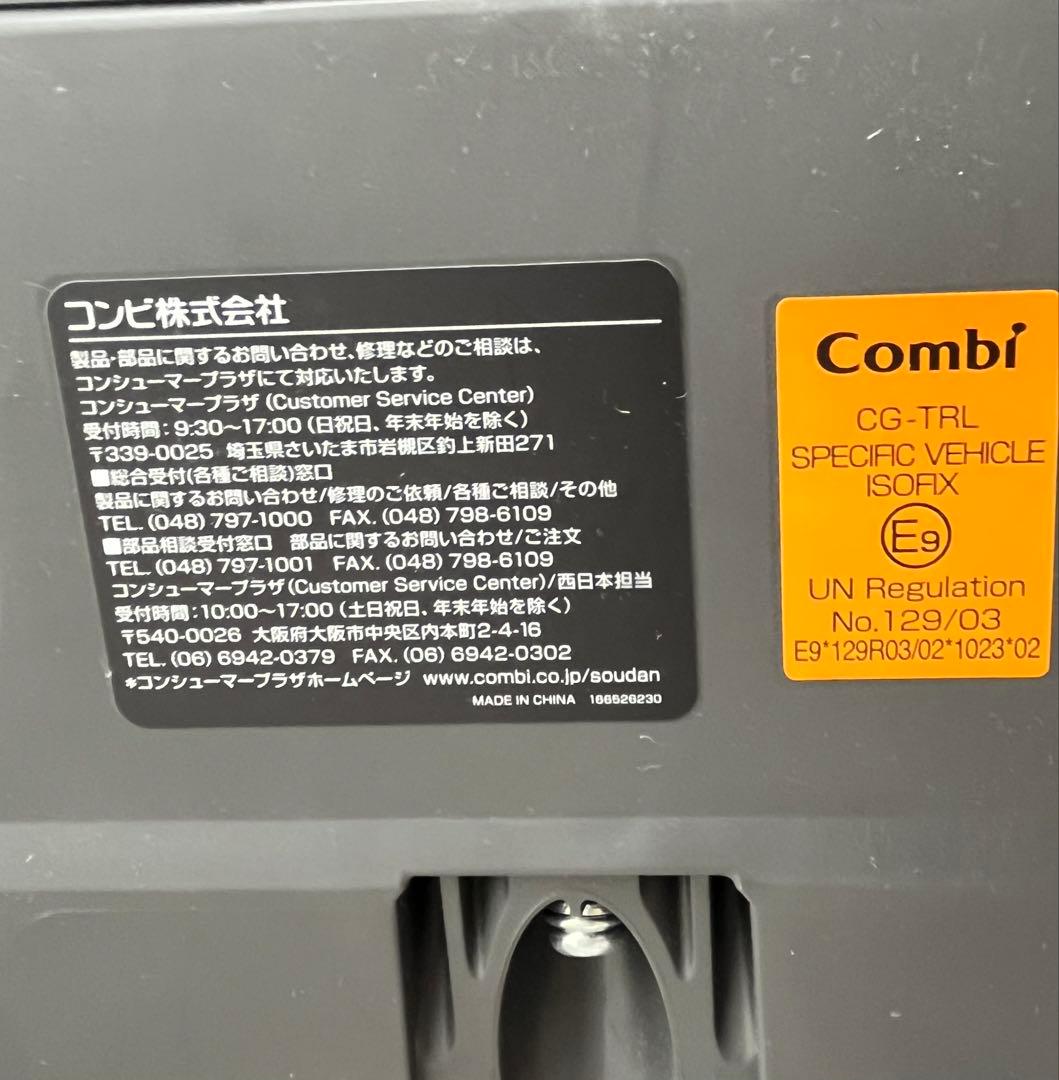 コンビ株式会社
製品・部品に関するお問い合わせ、修理などのご相談は、
コンシューマープラザにて対応いたします。
コンシューマープラザ (Customer Service Center)
受付時間：9:30～17:00 (日祝日、年末年始を除く)
〒339-0025 埼玉県さいたま市岩槻区釣上新田271
■総合受付(各種ご相談)窓口
製品に関するお問い合わせ/修理のご依頼/各種ご相談/その他
TEL. (048) 797-1000 FAX. (048) 798-6109
■部品相談受付窓口 部品に関するお問い合わせ/ご注文
TEL. (048) 797-1001 FAX. (048) 798-6109
コンシューマープラザ (Customer Service Center)/西日本担当
受付時間：10:00～17:00 (土日祝日、年末年始を除く)
〒540-0026 大阪府大阪市中央区内本町2-4-16
TEL. (06) 6942-0379 FAX. (06) 6942-0302
*コンシューマープラザホームページ www.combi.co.jp/soudan
MADE IN CHINA 166526230
Combi
CG-TRL
SPECIFIC VEHICLE
ISOFIX
E9
UN Regulation
No.129/03
E9*129R03/02*1023*02